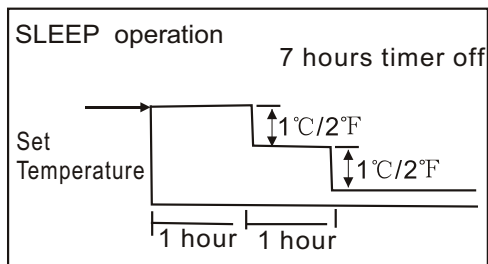 SLEEP operation
7 hours timer off
1℃/2℉
Set
Temperature
1℃/2℉
1 hour
1 hour